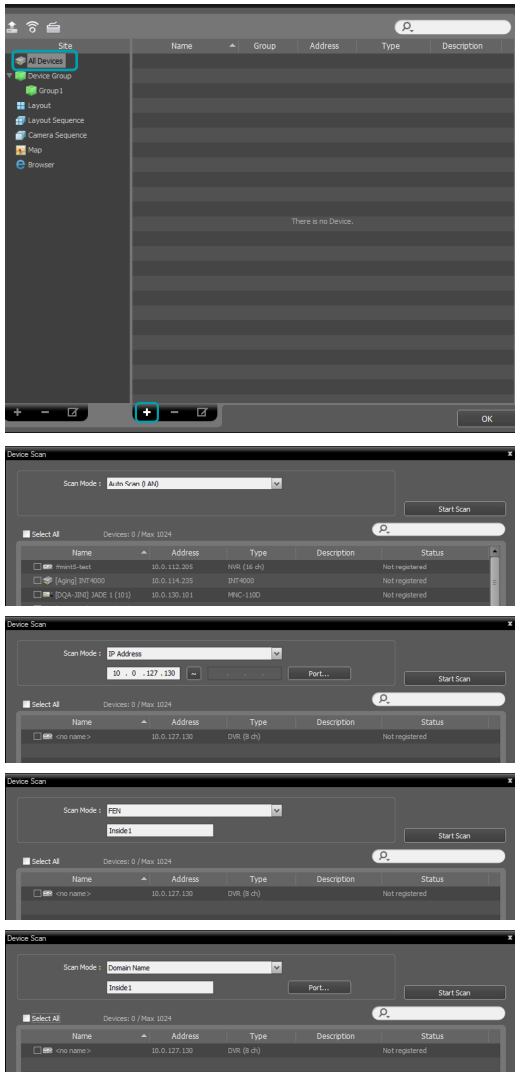 Site Name Group Address Type Description
All Devices
Device Group
Group1
Layout
Layout Sequence
Camera Sequence
Map
Browser
There is no Device.
OK
Device Scan x
Scan Mode : Auto Scan (LAN)
Start Scan
Select All Devices: 0 / Max 1024
Name Address Type Description Status
#mint5-test 10.0.112.205 NVR (16 ch) Not registered
[Aging] INT4000 10.0.114.235 INT4000 Not registered
[DQA-JINI] JADE 1 (101) 10.0.130.101 MNC-110D Not registered
Device Scan x
Scan Mode : IP Address
10 . 0 .127 .130 ~ . . . Port...
Start Scan
Select All Devices: 0 / Max 1024
Name Address Type Description Status
<no name> 10.0.127.130 DVR (8 ch) Not registered
Device Scan x
Scan Mode : FEN
Inside1
Start Scan
Select All Devices: 0 / Max 1024
Name Address Type Description Status
<no name> 10.0.127.130 DVR (8 ch) Not registered
Device Scan x
Scan Mode : Domain Name
Inside1 Port...
Start Scan
Select All Devices: 0 / Max 1024
Name Address Type Description Status
<no name> 10.0.127.130 DVR (8 ch) Not registered